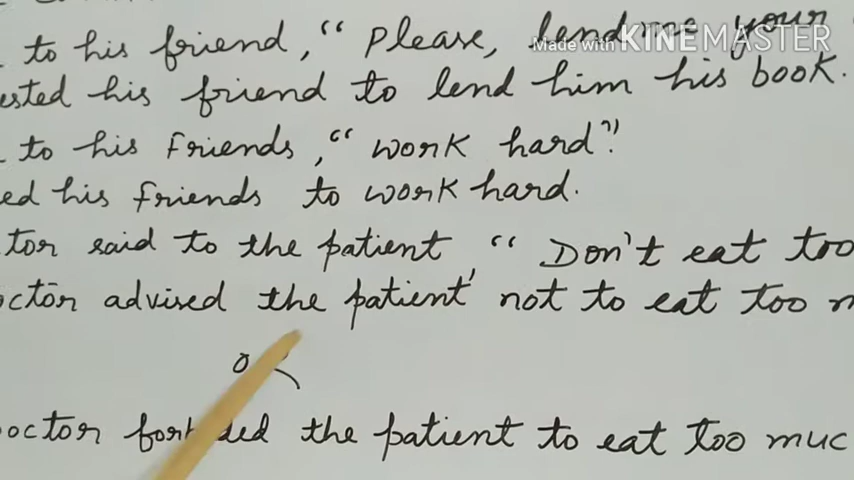 to his friend, "Please, lend me your
Made with KINEMASTER
ested his friend to lend him his book.
to his Friends, "work hard".
ed his friends to work hard.
tor said to the patient "Don't eat too
octor advised the patient not to eat too m
OR
octor the patient to eat too muc